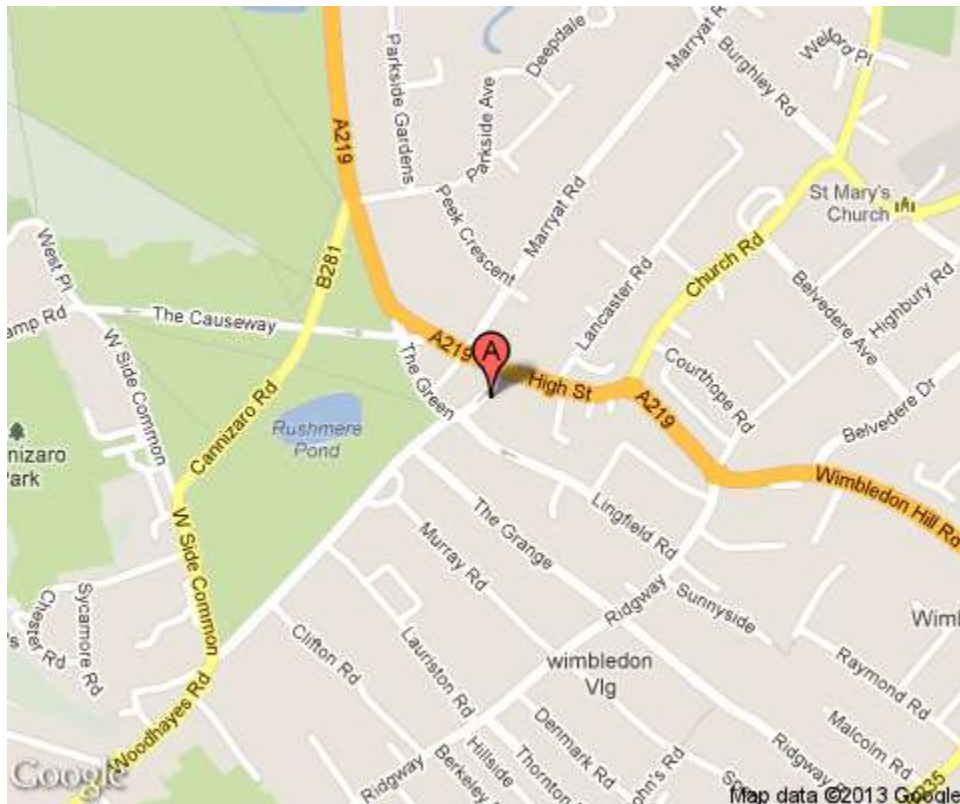 Parkside Gardens
Deepdale
Parkside Ave
Marryat Rd
Burghley Rd
Welford Pl
A219
St Mary's
Church
Peek Crescent
Marryat Rd
West Pl
B281
Lancaster Rd
Church Rd
Belvedere Ave
Highbury Rd
amp Rd
The Causeway
W Side Common
A219
A
High St
The Green
A219
Courthope Rd
Belvedere Dr
Cannizaro Rd
Rushmere
Pond
nizaro
Park
Wimbledon Hill Rd
Lingfield Rd
The Grange
W Side Common
Murray Rd
Ridgway
Sunnyside
Sycamore Rd
Chester Rd
's
Clifton Rd
Lauriston Rd
wimbledon
Vlg
Raymond Rd
Woodhayes Rd
Denmark Rd
Malcolm Rd
Ridgway
Hillside
Thornton
Berkeley
ohn's Rd
Ridgway
35
Google
Map data ©2013 Google